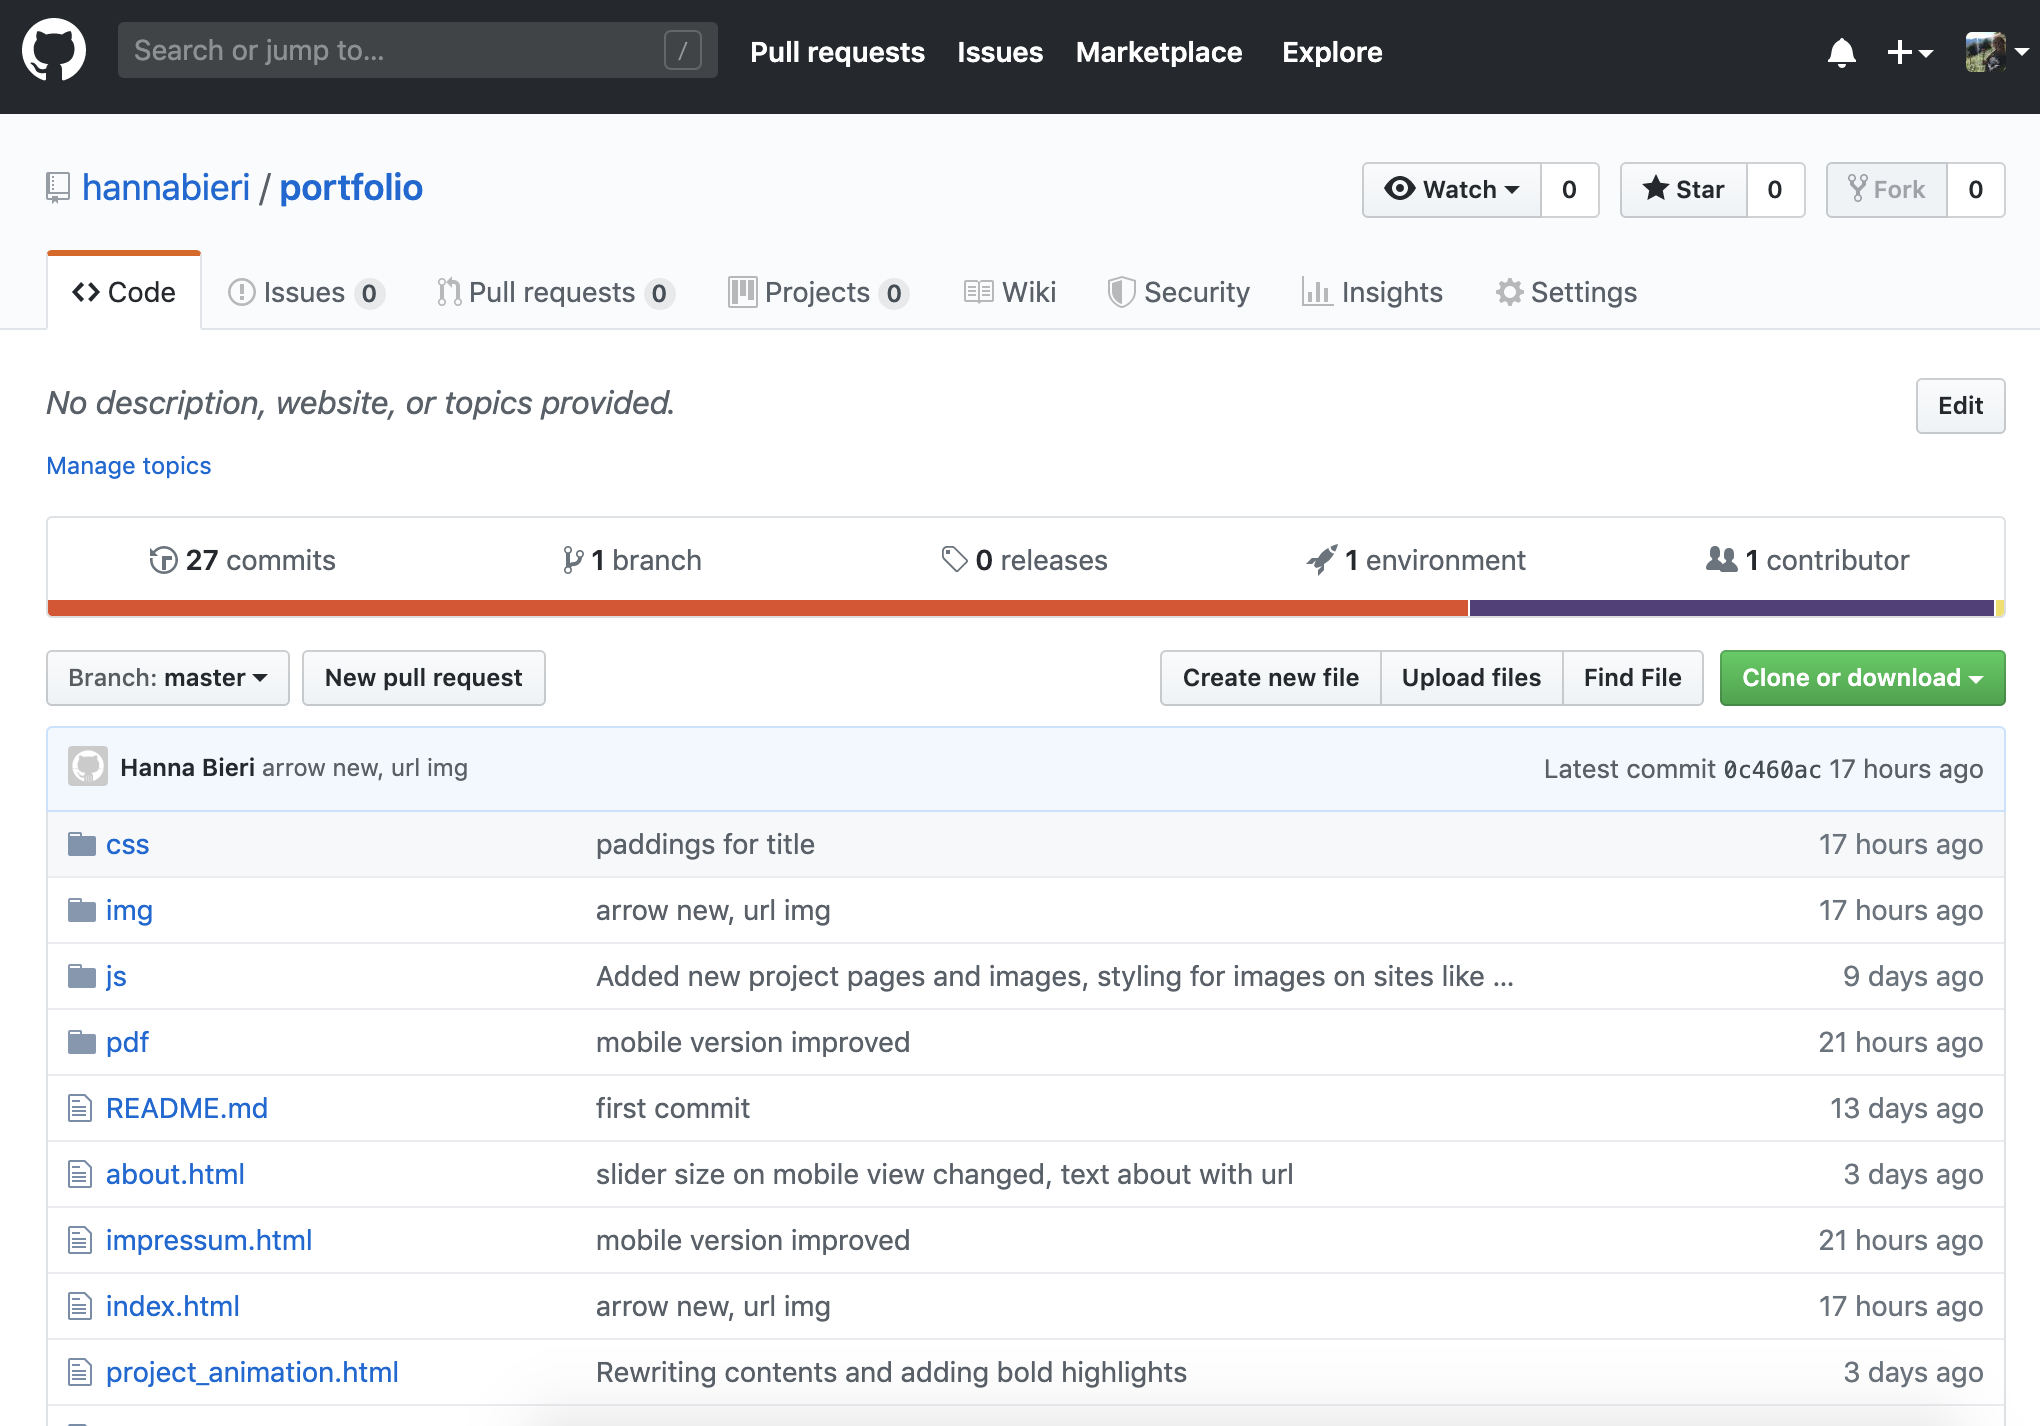 Search or jump to... /
Pull requests Issues Marketplace Explore
hannabieri / portfolio
Watch 0 Star 0 Fork 0
Code Issues 0 Pull requests 0 Projects 0 Wiki Security Insights Settings
No description, website, or topics provided.
Edit
Manage topics
27 commits 1 branch 0 releases 1 environment 1 contributor
Branch: master New pull request Create new file Upload files Find File Clone or download
Hanna Bieri arrow new, url img Latest commit 0c460ac 17 hours ago
css paddings for title 17 hours ago
img arrow new, url img 17 hours ago
js Added new project pages and images, styling for images on sites like ... 9 days ago
pdf mobile version improved 21 hours ago
README.md first commit 13 days ago
about.html slider size on mobile view changed, text about with url 3 days ago
impressum.html mobile version improved 21 hours ago
index.html arrow new, url img 17 hours ago
project_animation.html Rewriting contents and adding bold highlights 3 days ago